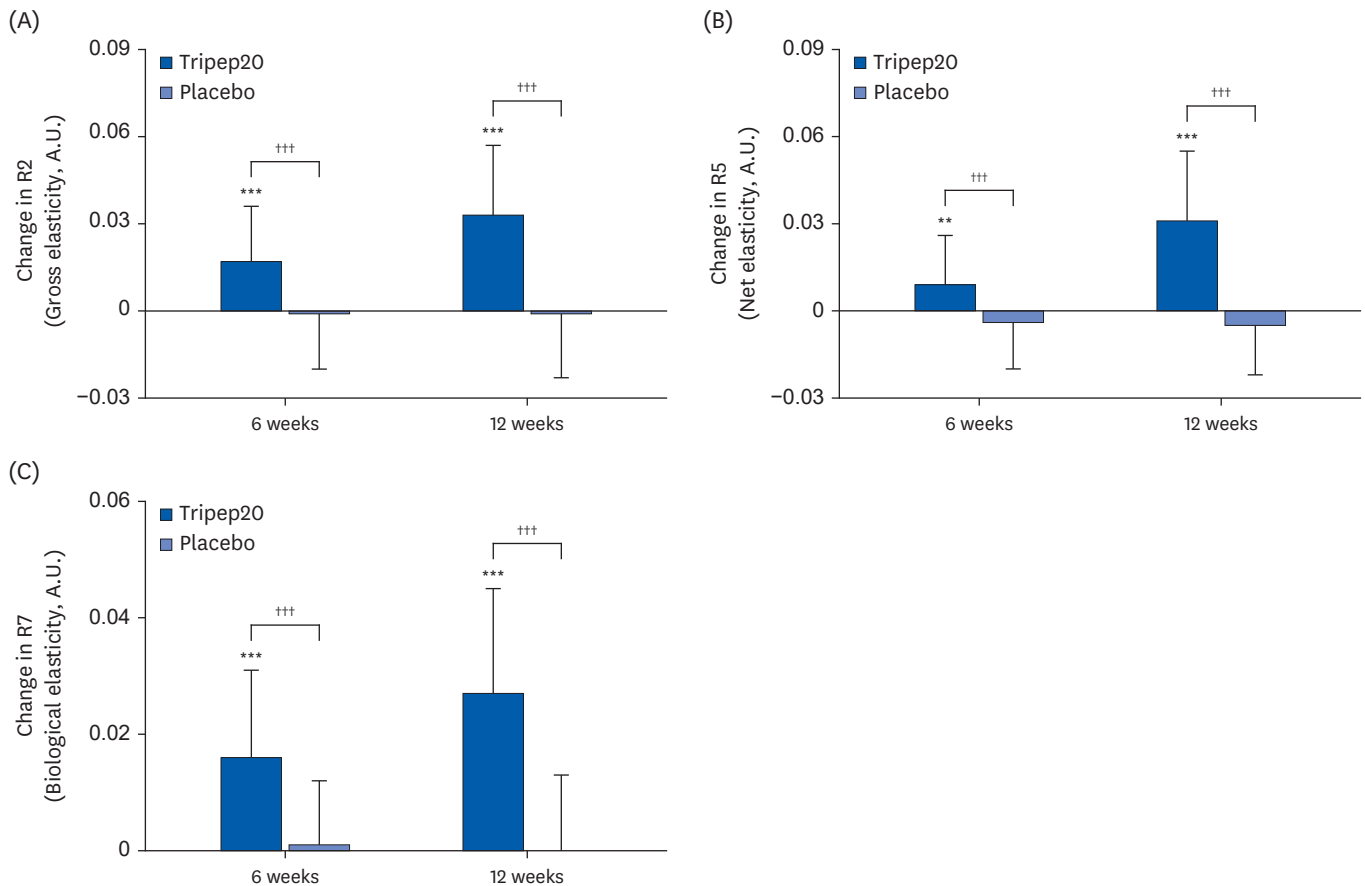 (A)
Change in R2
(Gross elasticity, A.U.)
0.09
0.06
0.03
0
−0.03
Tripep20
Placebo
***
†††
***
†††
6 weeks
12 weeks
(B)
Change in R5
(Net elasticity, A.U.)
0.09
0.06
0.03
0
−0.03
Tripep20
Placebo
**
†††
***
†††
6 weeks
12 weeks
(C)
Change in R7
(Biological elasticity, A.U.)
0.06
0.04
0.02
0
Tripep20
Placebo
***
†††
***
†††
6 weeks
12 weeks